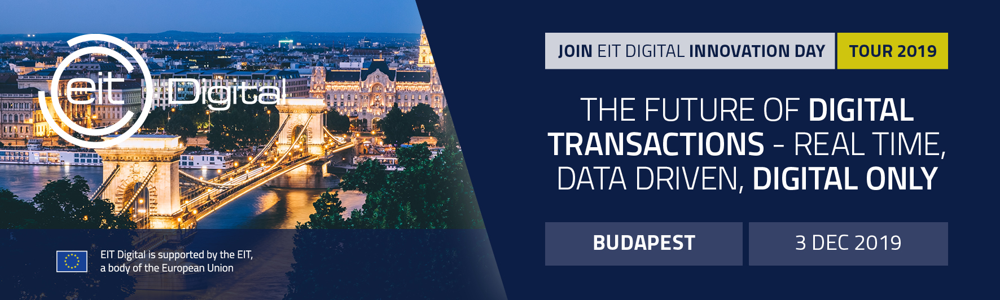 eit Digital
EIT Digital is supported by the EIT,
a body of the European Union
JOIN EIT DIGITAL INNOVATION DAY TOUR 2019
THE FUTURE OF DIGITAL
TRANSACTIONS - REAL TIME,
DATA DRIVEN, DIGITAL ONLY
BUDAPEST
3 DEC 2019